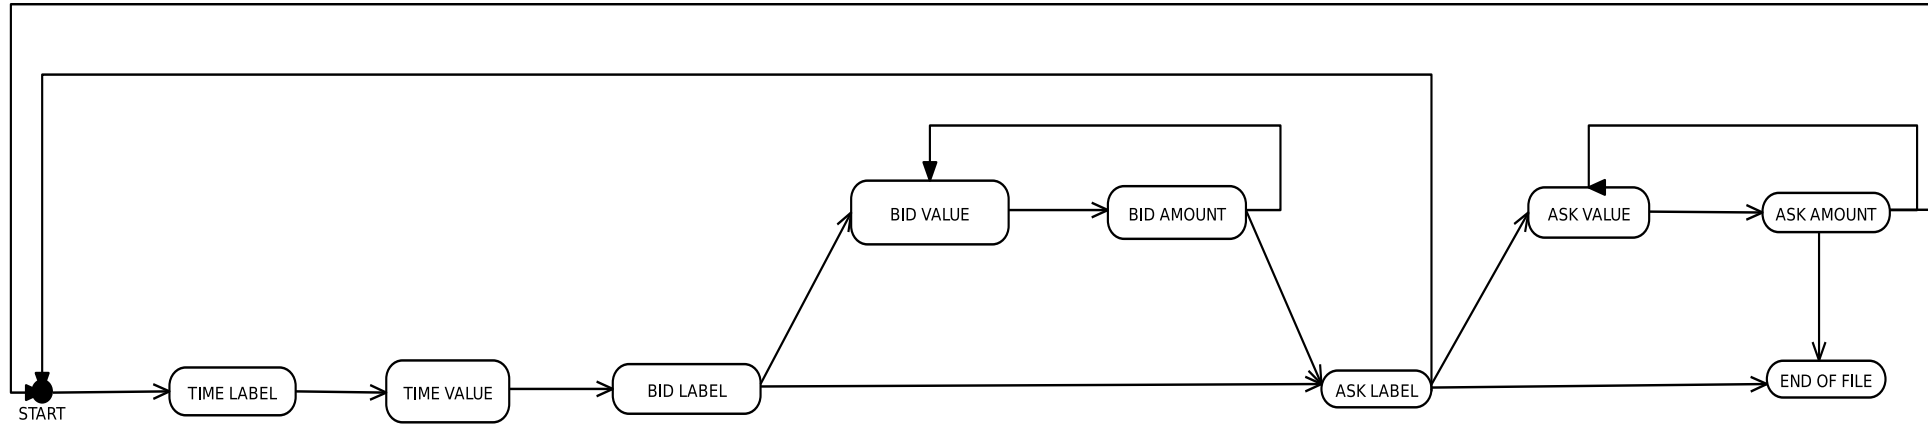 START
TIME LABEL
TIME VALUE
BID LABEL
BID VALUE
BID AMOUNT
ASK LABEL
ASK VALUE
ASK AMOUNT
END OF FILE